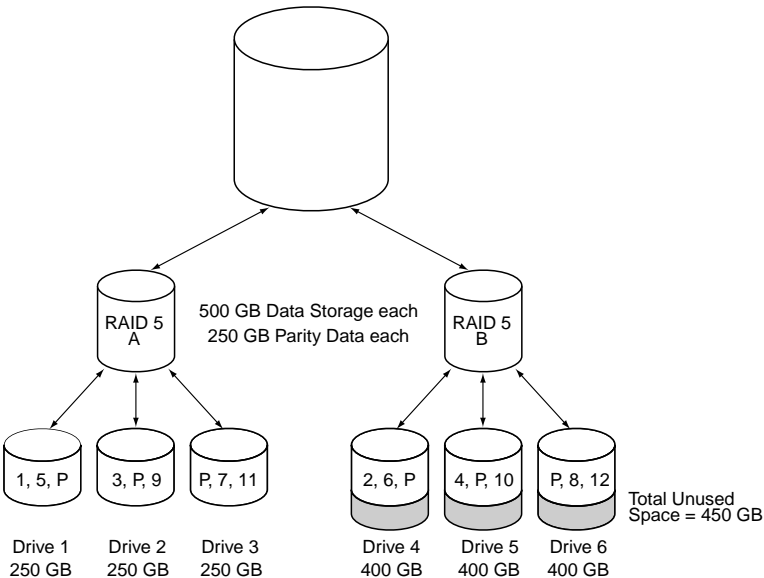 RAID 5
A
500 GB Data Storage each
250 GB Parity Data each
RAID 5
B
1, 5, P
3, P, 9
P, 7, 11
2, 6, P
4, P, 10
P, 8, 12
Total Unused
Space = 450 GB
Drive 1
250 GB
Drive 2
250 GB
Drive 3
250 GB
Drive 4
400 GB
Drive 5
400 GB
Drive 6
400 GB